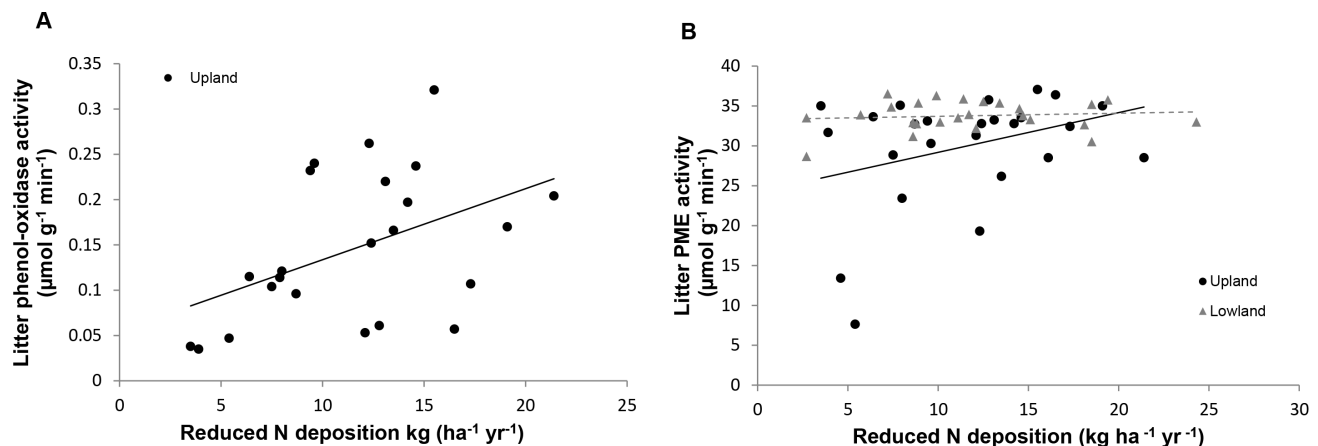 A
Litter phenol-oxidase activity
(µmol g⁻¹ min⁻¹)
0.35
0.3
0.25
0.2
0.15
0.1
0.05
0
Upland
0 5 10 15 20 25
Reduced N deposition kg (ha⁻¹ yr⁻¹)
B
Litter PME activity
(µmol g⁻¹ min⁻¹)
40
35
30
25
20
15
10
5
0
Upland
Lowland
0 5 10 15 20 25 30
Reduced N deposition (kg ha⁻¹ yr⁻¹)